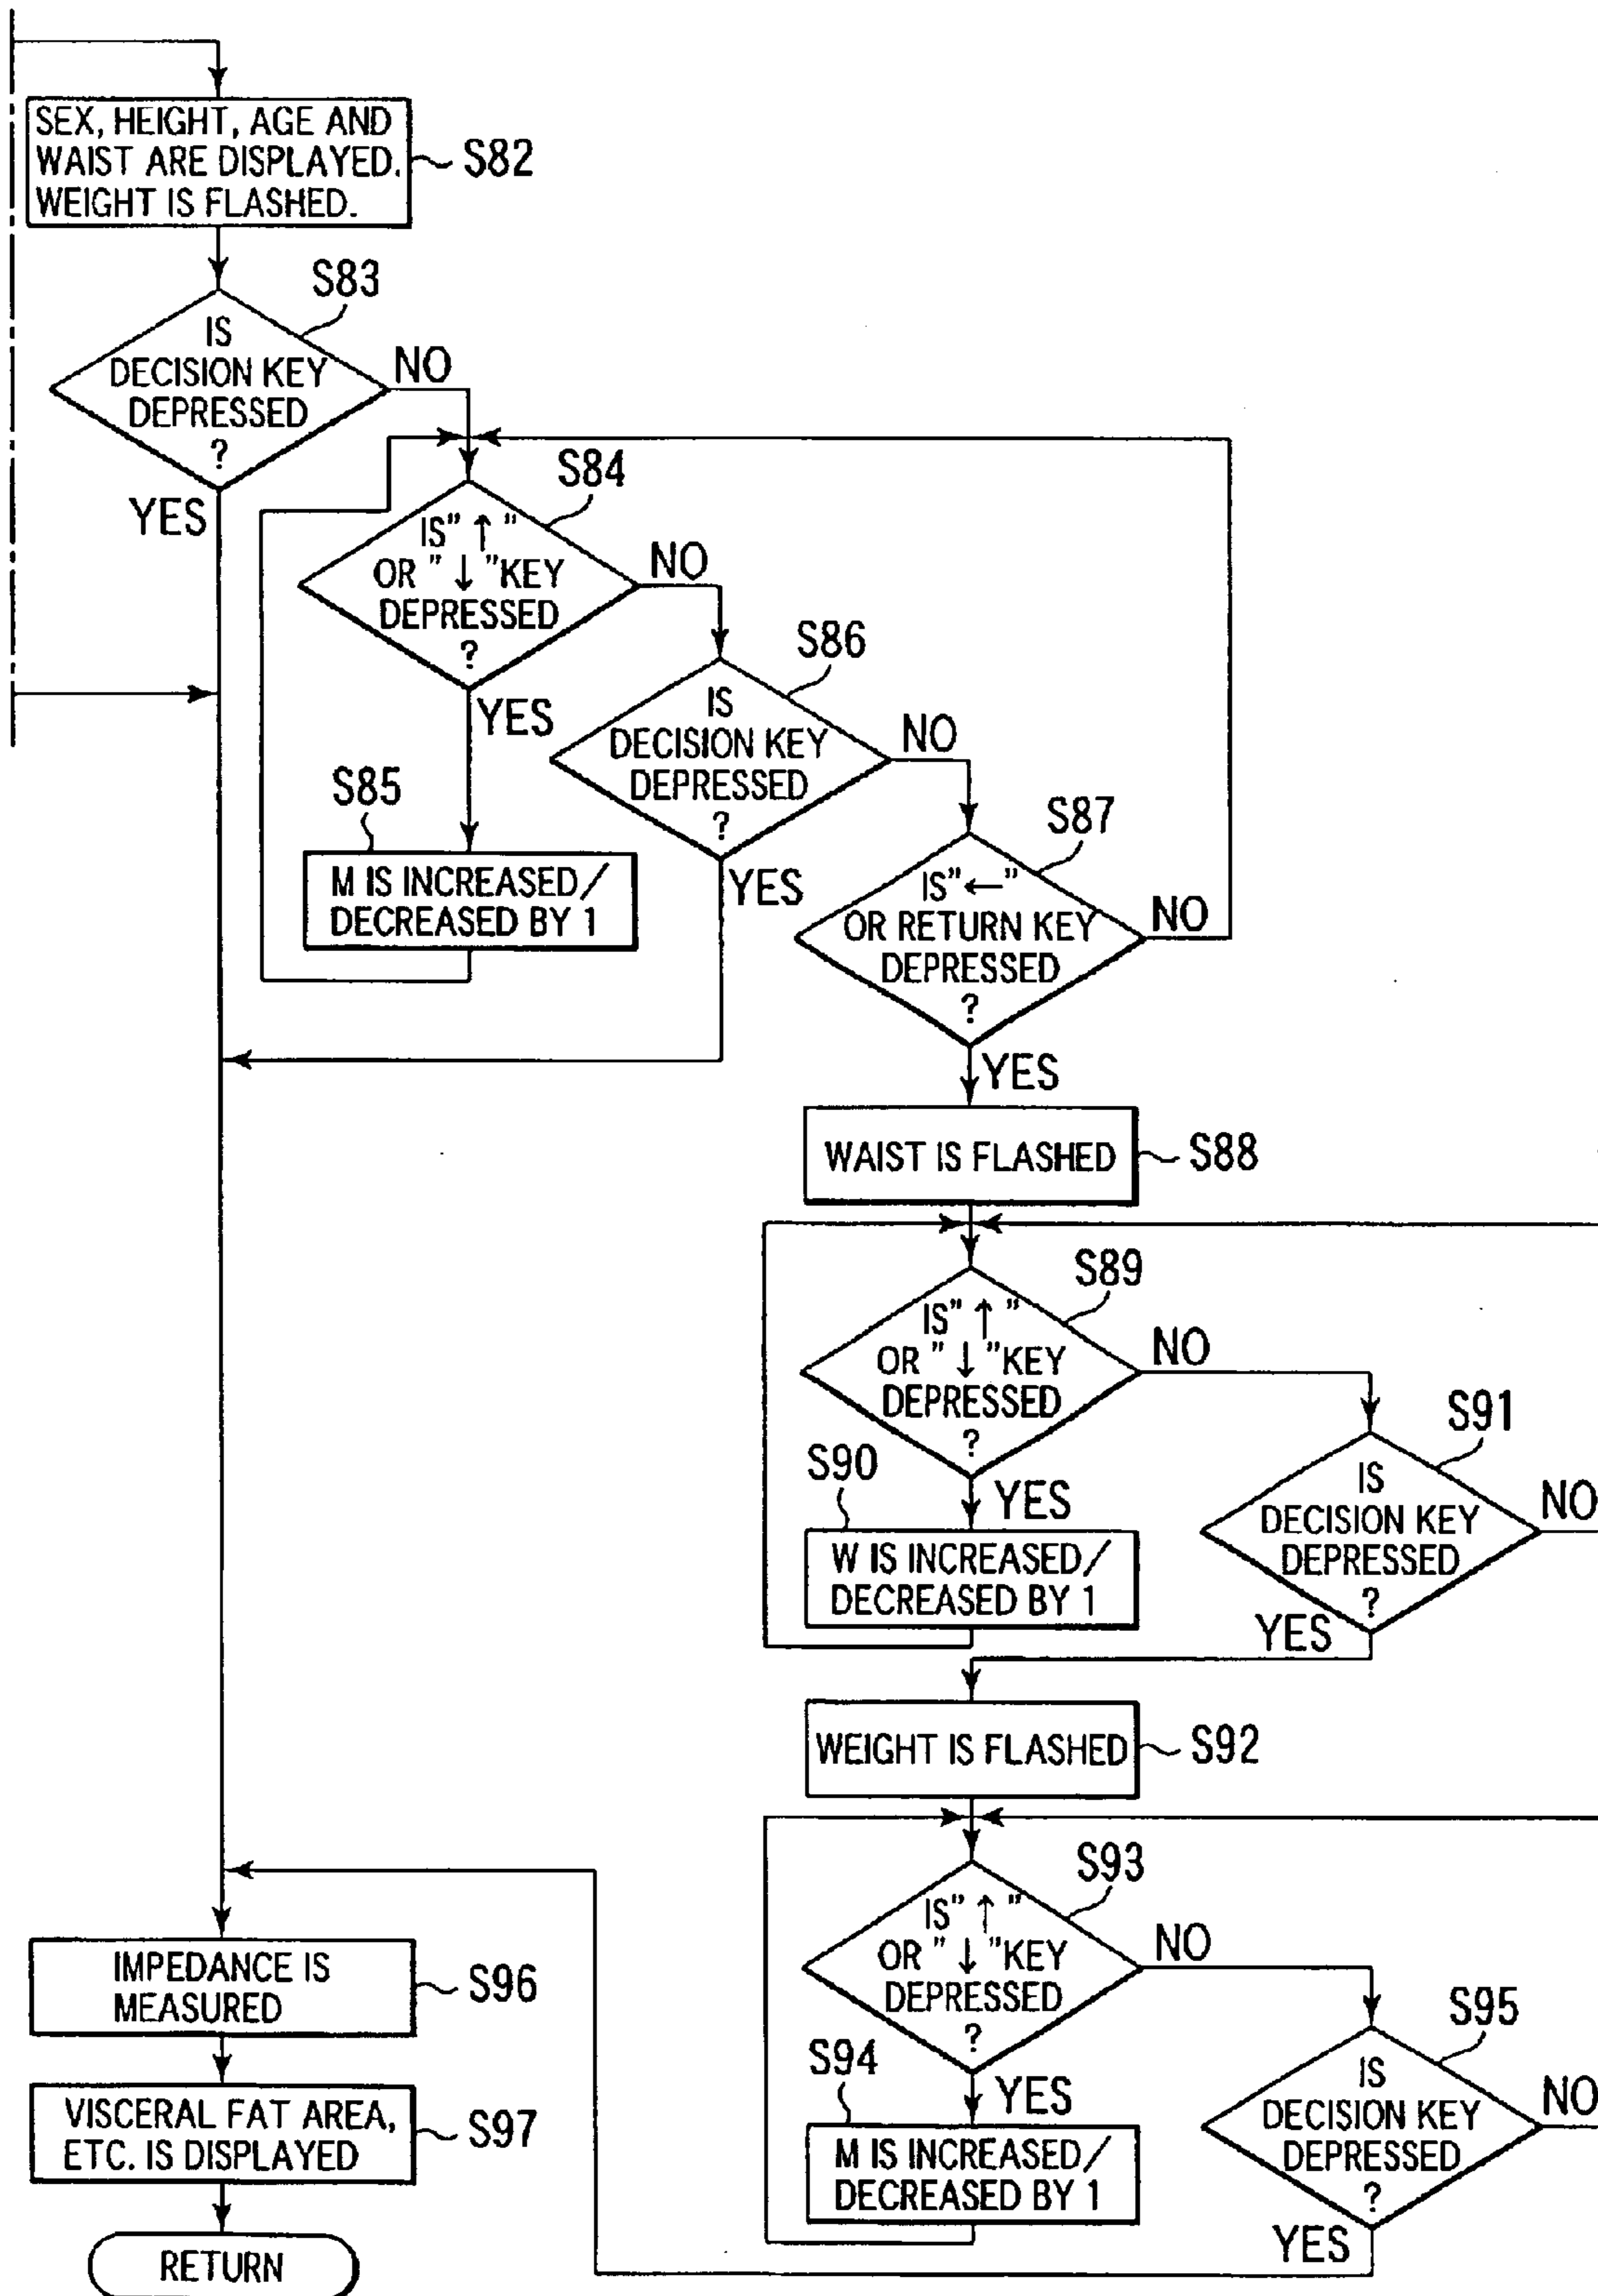 SEX, HEIGHT, AGE AND
WAIST ARE DISPLAYED.
WEIGHT IS FLASHED.
S82
S83
IS
DECISION KEY
DEPRESSED
?
NO
YES
S84
IS" ↑ "
OR " ↓ "KEY
DEPRESSED
?
NO
YES
S85
M IS INCREASED/
DECREASED BY 1
S86
IS
DECISION KEY
DEPRESSED
?
NO
YES
S87
IS"←"
OR RETURN KEY
DEPRESSED
?
NO
YES
WAIST IS FLASHED
S88
S89
IS" ↑ "
OR " ↓ "KEY
DEPRESSED
?
NO
YES
S90
W IS INCREASED/
DECREASED BY 1
S91
IS
DECISION KEY
DEPRESSED
?
NO
YES
WEIGHT IS FLASHED
S92
S93
IS" ↑ "
OR " ↓ "KEY
DEPRESSED
?
NO
YES
S94
M IS INCREASED/
DECREASED BY 1
S95
IS
DECISION KEY
DEPRESSED
?
NO
YES
IMPEDANCE IS
MEASURED
S96
VISCERAL FAT AREA,
ETC. IS DISPLAYED
S97
RETURN